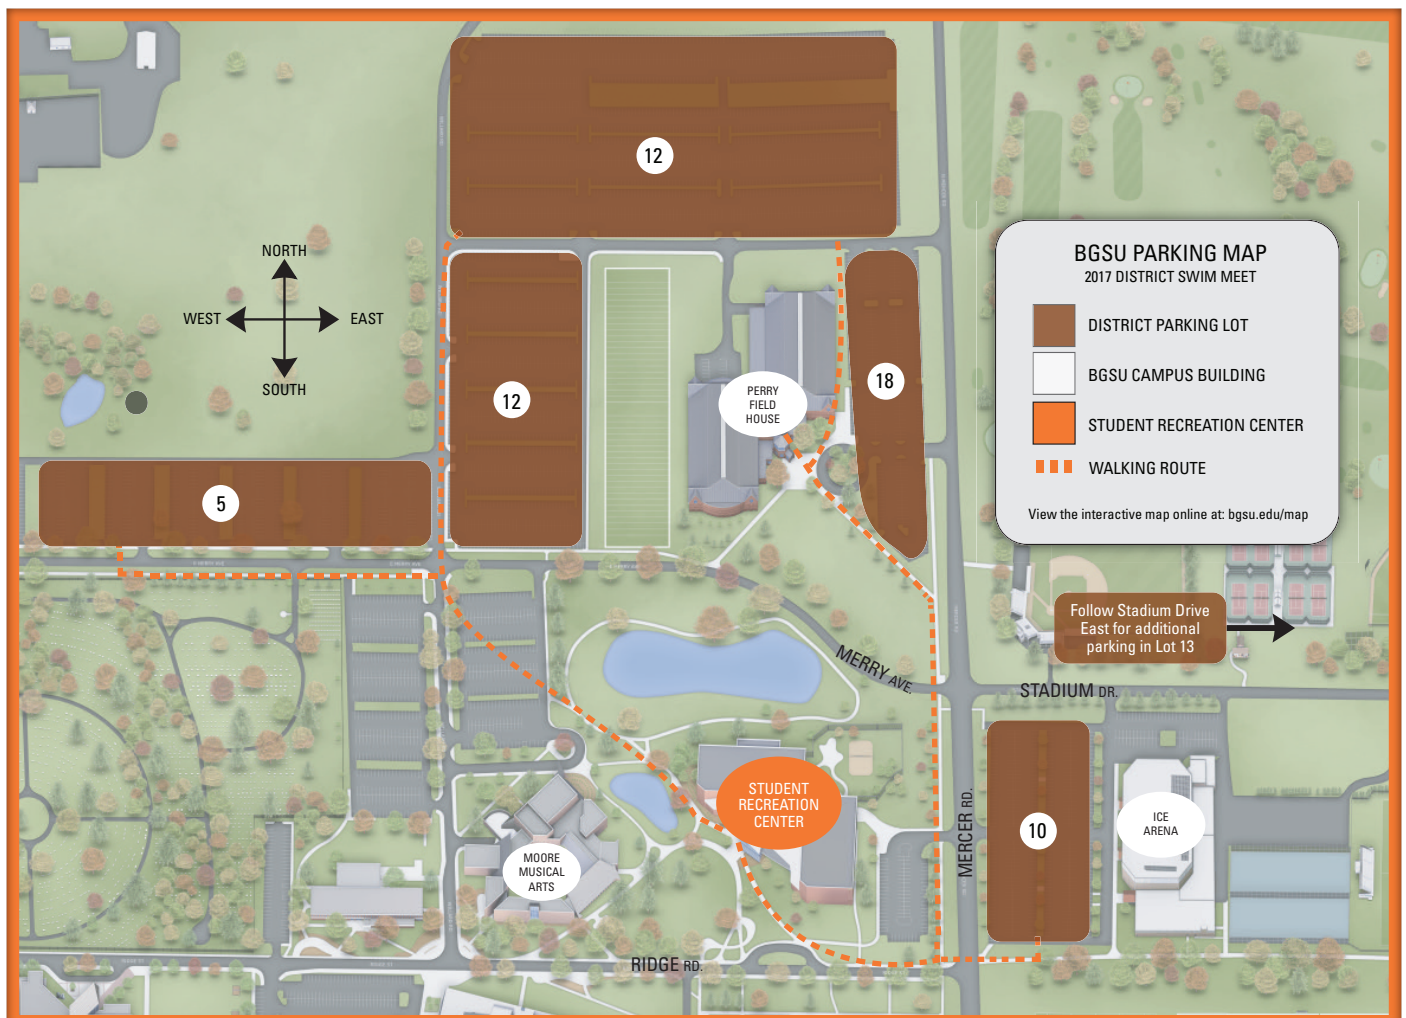 12
NORTH
WEST
EAST
SOUTH
BGSU PARKING MAP
2017 DISTRICT SWIM MEET
DISTRICT PARKING LOT
BGSU CAMPUS BUILDING
STUDENT RECREATION CENTER
WALKING ROUTE
View the interactive map online at: bgsu.edu/map
12
PERRY
FIELD
HOUSE
18
5
Follow Stadium Drive
East for additional
parking in Lot 13
MERRY AVE.
STADIUM DR.
STUDENT
RECREATION
CENTER
MERCER RD.
10
ICE
ARENA
MOORE
MUSICAL
ARTS
RIDGE RD.